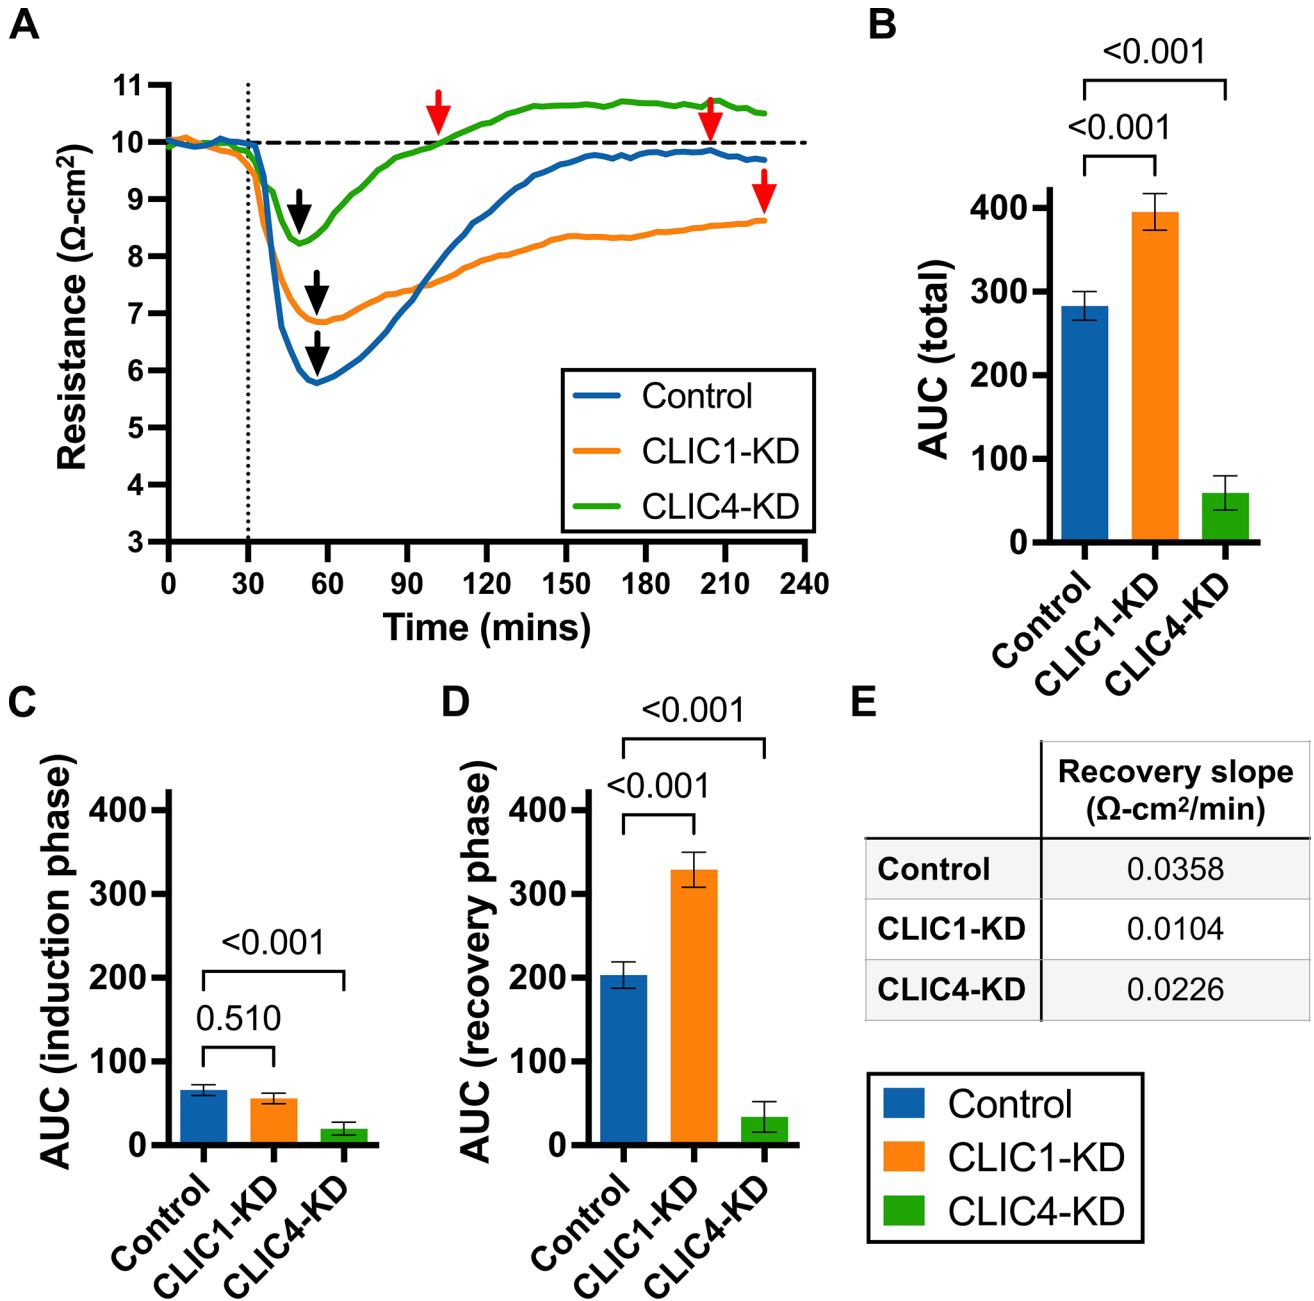 A
Resistance (Ω-cm²)
11
10
9
8
7
6
5
4
3
0 30 60 90 120 150 180 210 240
Time (mins)
Control
CLIC1-KD
CLIC4-KD
B
<0.001
<0.001
AUC (total)
400
300
200
100
0
Control
CLIC1-KD
CLIC4-KD
C
AUC (induction phase)
400
300
200
100
0
<0.001
0.510
Control
CLIC1-KD
CLIC4-KD
D
<0.001
<0.001
AUC (recovery phase)
400
300
200
100
0
Control
CLIC1-KD
CLIC4-KD
E
Recovery slope
(Ω-cm²/min)
Control 0.0358
CLIC1-KD 0.0104
CLIC4-KD 0.0226
Control
CLIC1-KD
CLIC4-KD